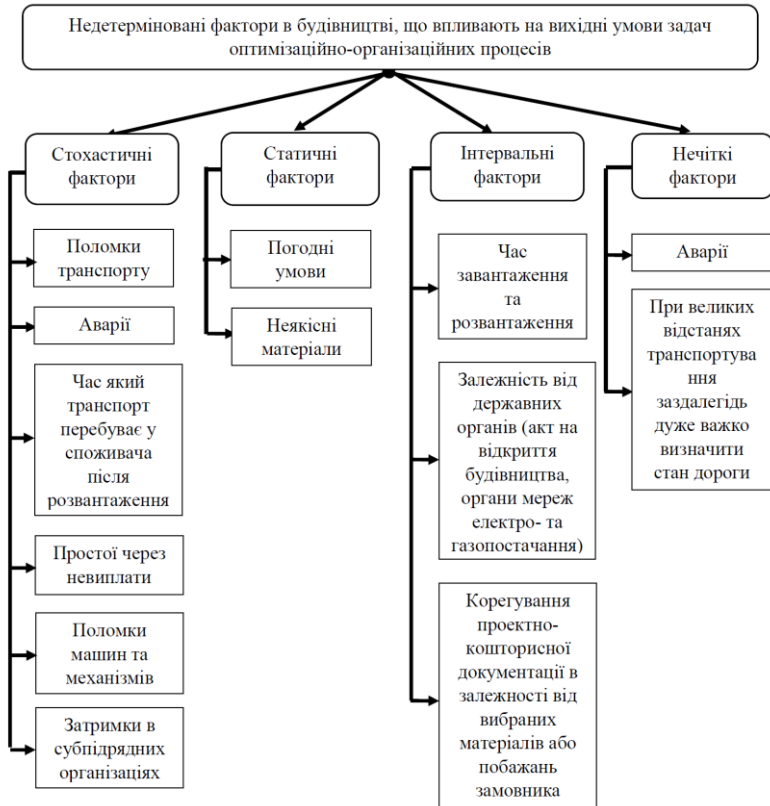 Недетерміновані фактори в будівництві, що впливають на вихідні умови задач
оптимізаційно-організаційних процесів
Стохастичні
фактори
Поломки
транспорту
Аварії
Час який
транспорт
перебуває у
споживача
після
розвантаження
Простої через
невиплати
Поломки
машин та
механізмів
Затримки в
субпідрядних
організаціях
Статичні
фактори
Погодні
умови
Неякісні
матеріали
Інтервальні
фактори
Час
завантаження
та
розвантаження
Залежність від
державних
органів (акт на
відкриття
будівництва,
органи мереж
електро- та
газопостачання)
Корегування
проектно-
кошторисної
документації в
залежності від
вибраних
матеріалів або
побажань
замовника
Нечіткі
фактори
Аварії
При великих
відстанях
транспортува
ння
заздалегідь
дуже важко
визначити
стан дороги